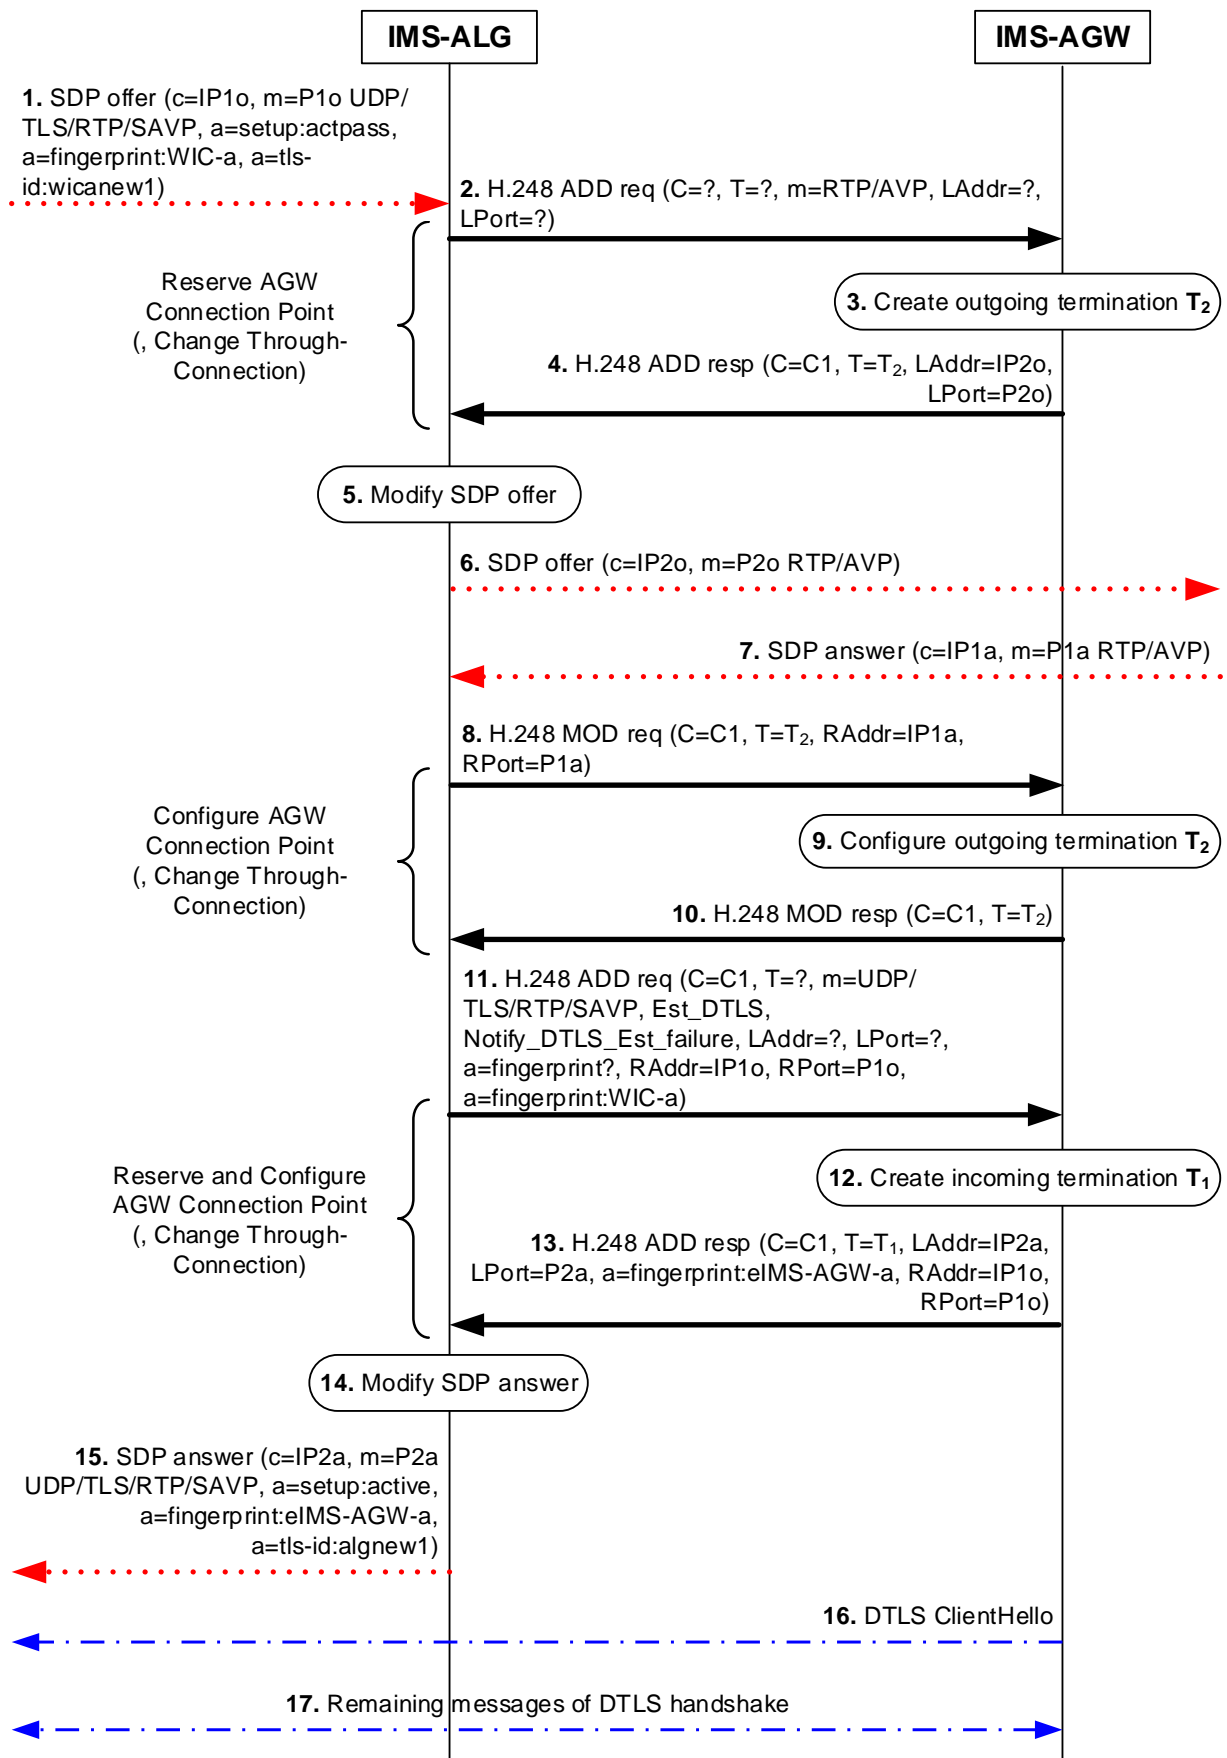 IMS-ALG
IMS-AGW
1. SDP offer (c=IP1o, m=P1o UDP/
TLS/RTP/SAVP, a=setup:actpass,
a=fingerprint:WIC-a, a=tls-
id:wicanew1)
2. H.248 ADD req (C=?, T=?, m=RTP/AVP, LAddr=?,
LPort=?)
Reserve AGW
Connection Point
(, Change Through-
Connection)
3. Create outgoing termination T2
4. H.248 ADD resp (C=C1, T=T2, LAddr=IP2o,
LPort=P2o)
5. Modify SDP offer
6. SDP offer (c=IP2o, m=P2o RTP/AVP)
7. SDP answer (c=IP1a, m=P1a RTP/AVP)
8. H.248 MOD req (C=C1, T=T2, RAddr=IP1a,
RPort=P1a)
Configure AGW
Connection Point
(, Change Through-
Connection)
9. Configure outgoing termination T2
10. H.248 MOD resp (C=C1, T=T2)
11. H.248 ADD req (C=C1, T=?, m=UDP/
TLS/RTP/SAVP, Est_DTLS,
Notify_DTLS_Est_failure, LAddr=?, LPort=?,
a=fingerprint?, RAddr=IP1o, RPort=P1o,
a=fingerprint:WIC-a)
Reserve and Configure
AGW Connection Point
(, Change Through-
Connection)
12. Create incoming termination T1
13. H.248 ADD resp (C=C1, T=T1, LAddr=IP2a,
LPort=P2a, a=fingerprint:eIMS-AGW-a, RAddr=IP1o,
RPort=P1o)
14. Modify SDP answer
15. SDP answer (c=IP2a, m=P2a
UDP/TLS/RTP/SAVP, a=setup:active,
a=fingerprint:eIMS-AGW-a,
a=tls-id:algnew1)
16. DTLS ClientHello
17. Remaining messages of DTLS handshake